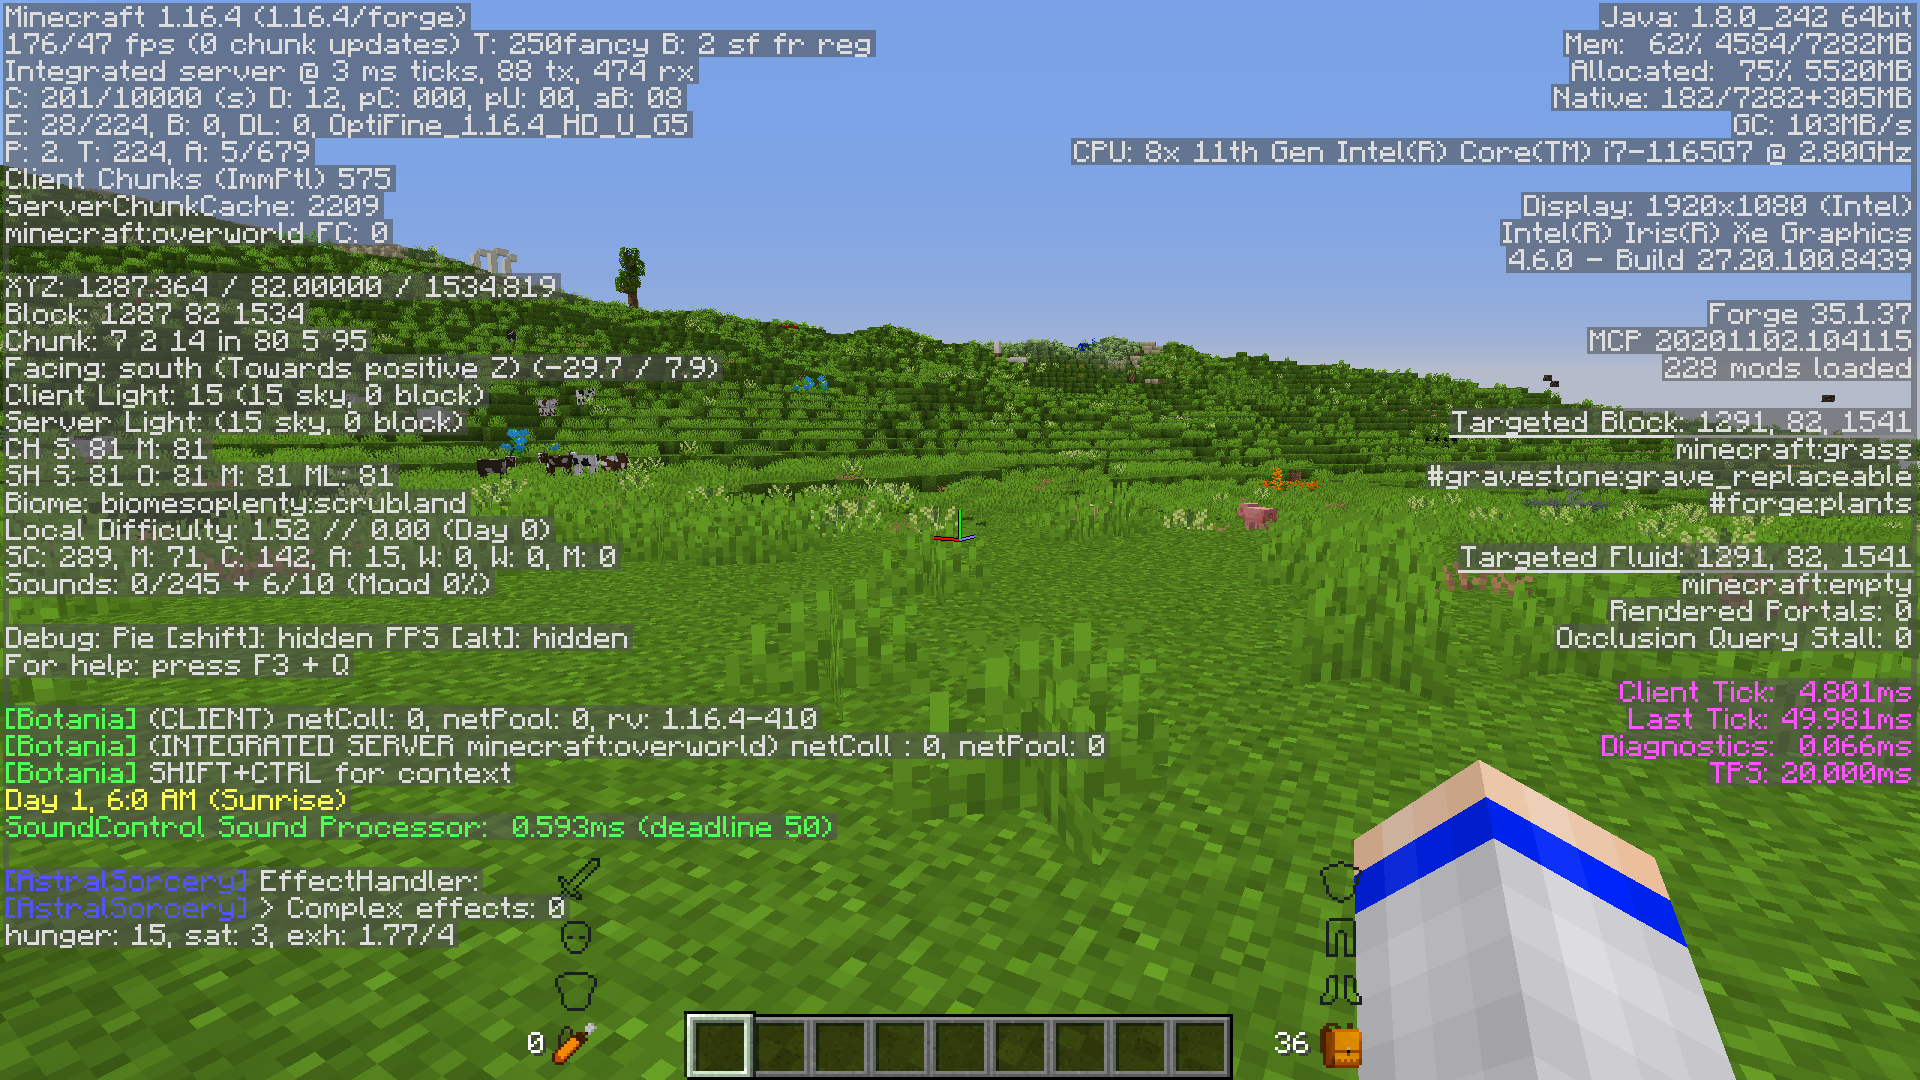 Minecraft 1.16.4 (1.16.4/forge)
176/47 fps (0 chunk updates) T: 250fancy B: 2 sf fr reg
Integrated server @ 3 ms ticks, 88 tx, 474 rx
C: 201/10000 (s) D: 12, pC: 000, pU: 00, aB: 08
E: 28/224, B: 0, DL: 0, OptiFine_1.16.4_HD_U_G5
P: 2. T: 224, A: 5/679
Client Chunks (ImmPtl) 575
ServerChunkCache: 2209
minecraft:overworld FC: 0
XYZ: 1287.364 / 82.00000 / 1534.819
Block: 1287 82 1534
Chunk: 7 2 14 in 80 5 95
Facing: south (Towards positive Z) (-29.7 / 7.9)
Client Light: 15 (15 sky, 0 block)
Server Light: (15 sky, 0 block)
CH S: 81 M: 81
SH S: 81 O: 81 M: 81 ML: 81
Biome: biomesoplenty:scrubland
Local Difficulty: 1.52 // 0.00 (Day 0)
SC: 289, M: 71, C: 142, A: 15, W: 0, W: 0, M: 0
Sounds: 0/245 + 6/10 (Mood 0%)
Debug: Pie [shift]: hidden FPS [alt]: hidden
For help: press F3 + Q
[Botania] (CLIENT) netColl: 0, netPool: 0, rv: 1.16.4-410
[Botania] (INTEGRATED SERVER minecraft:overworld) netColl : 0, netPool: 0
[Botania] SHIFT+CTRL for context
Day 1, 6:0 AM (Sunrise)
SoundControl Sound Processor: 0.593ms (deadline 50)
[AstralSorcery] EffectHandler:
[AstralSorcery] > Complex effects: 0
hunger: 15, sat: 3, exh: 1.77/4
Java: 1.8.0_242 64bit
Mem: 62% 4584/7282MB
Allocated: 75% 5520MB
Native: 182/7282+305MB
GC: 103MB/s
CPU: 8x 11th Gen Intel(R) Core(TM) i7-1165G7 @ 2.80GHz
Display: 1920x1080 (Intel)
Intel(R) Iris(R) Xe Graphics
4.6.0 - Build 27.20.100.8439
Forge 35.1.37
MCP 20201102.104115
228 mods loaded
Targeted Block: 1291, 82, 1541
minecraft:grass
#gravestone:grave_replaceable
#forge:plants
Targeted Fluid: 1291, 82, 1541
minecraft:empty
Rendered Portals: 0
Occlusion Query Stall: 0
Client Tick: 4.801ms
Last Tick: 49.981ms
Diagnostics: 0.066ms
TPS: 20.000ms
0
36